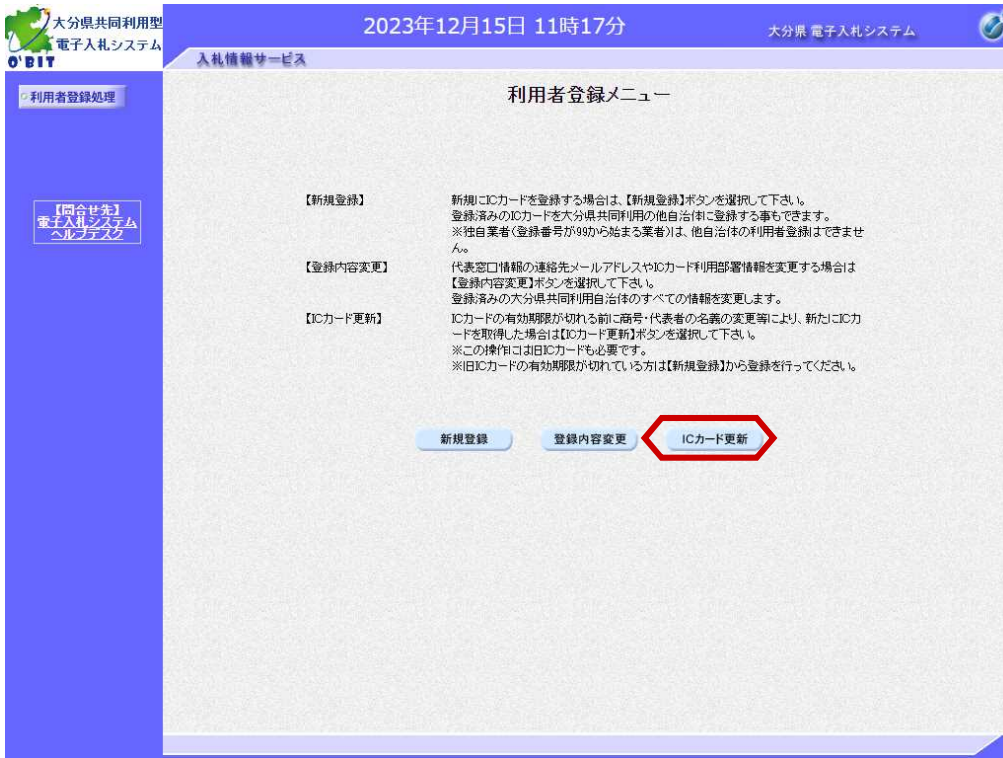 大分県共同利用型
電子入札システム
O'BIT
2023年12月15日 11時17分
大分県 電子入札システム
入札情報サービス
利用者登録処理
【問合せ先】
電子入札システム
ヘルプデスク
利用者登録メニュー
【新規登録】
新規にICカードを登録する場合は、【新規登録】ボタンを選択して下さい。
登録済みのICカードを大分県共同利用の他自治体に登録する事もできます。
※独自業者(登録番号が99から始まる業者)は、他自治体の利用者登録はできませ
ん。
【登録内容変更】
代表窓口情報の連絡先メールアドレスやICカード利用部署情報を変更する場合は
【登録内容変更】ボタンを選択して下さい。
登録済みの大分県共同利用自治体のすべての情報を変更します。
【ICカード更新】
ICカードの有効期限が切れる前に商号・代表者の名義の変更等により、新たにICカ
ードを取得した場合は【ICカード更新】ボタンを選択して下さい。
※この操作には旧ICカードも必要です。
※旧ICカードの有効期限が切れている方は【新規登録】から登録を行ってください。
新規登録
登録内容変更
ICカード更新